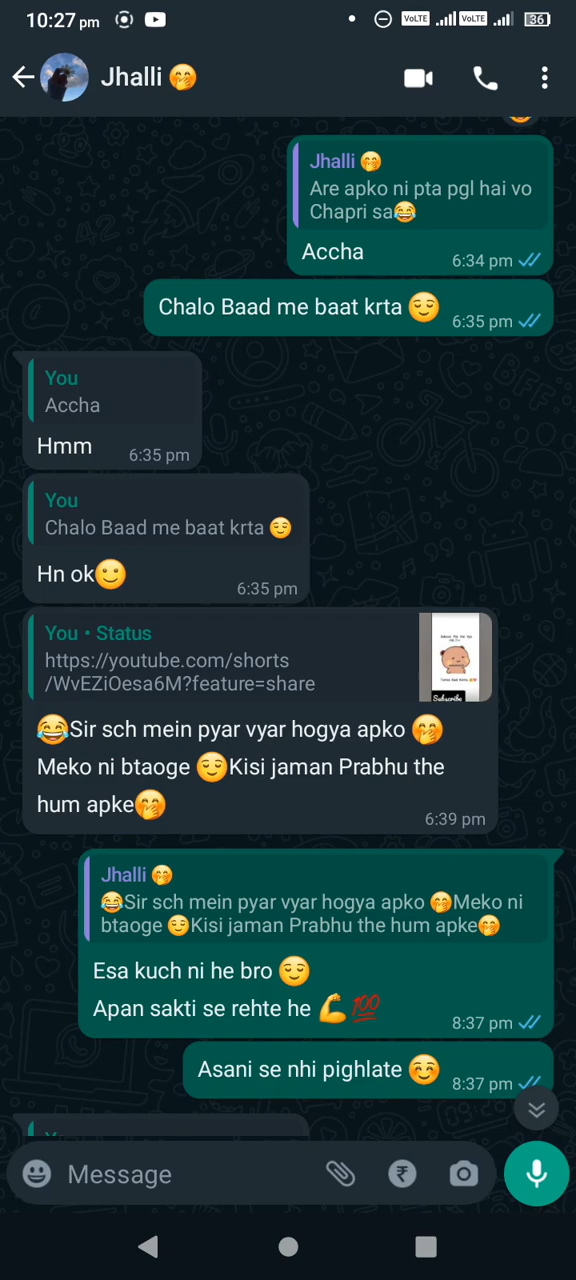 10:27 pm VoLTE VoLTE 36
Jhalli 🤭
Jhalli 🤭
Are apko ni pta pgl hai vo
Chapri sa😂
Accha 6:34 pm
Chalo Baad me baat krta 😌 6:35 pm
You
Accha
Hmm 6:35 pm
You
Chalo Baad me baat krta 😌
Hn ok🙂 6:35 pm
You • Status
https://youtube.com/shorts
/WvEZiOesa6M?feature=share
Subscribe
😂Sir sch mein pyar vyar hogya apko 🤭
Meko ni btaoge 😌Kisi jaman Prabhu the
hum apke🤭 6:39 pm
Jhalli 🤭
😂Sir sch mein pyar vyar hogya apko 🤭Meko ni
btaoge 😌Kisi jaman Prabhu the hum apke🤭
Esa kuch ni he bro 😌
Apan sakti se rehte he 💪💯 8:37 pm
Asani se nhi pighlate ☺️ 8:37 pm
Message